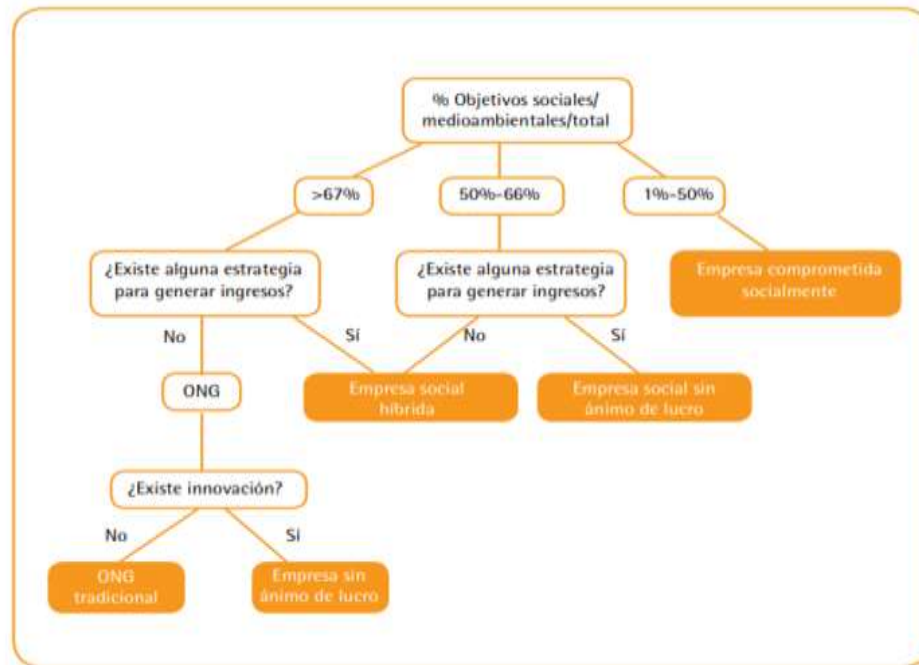 % Objetivos sociales/
medioambientales/total
>67%
50%-66%
1%-50%
¿Existe alguna estrategia
para generar ingresos?
¿Existe alguna estrategia
para generar ingresos?
Empresa comprometida
socialmente
No
Sí
No
Sí
ONG
Empresa social
híbrida
Empresa social sin
ánimo de lucro
¿Existe innovación?
No
Sí
ONG
tradicional
Empresa sin
ánimo de lucro